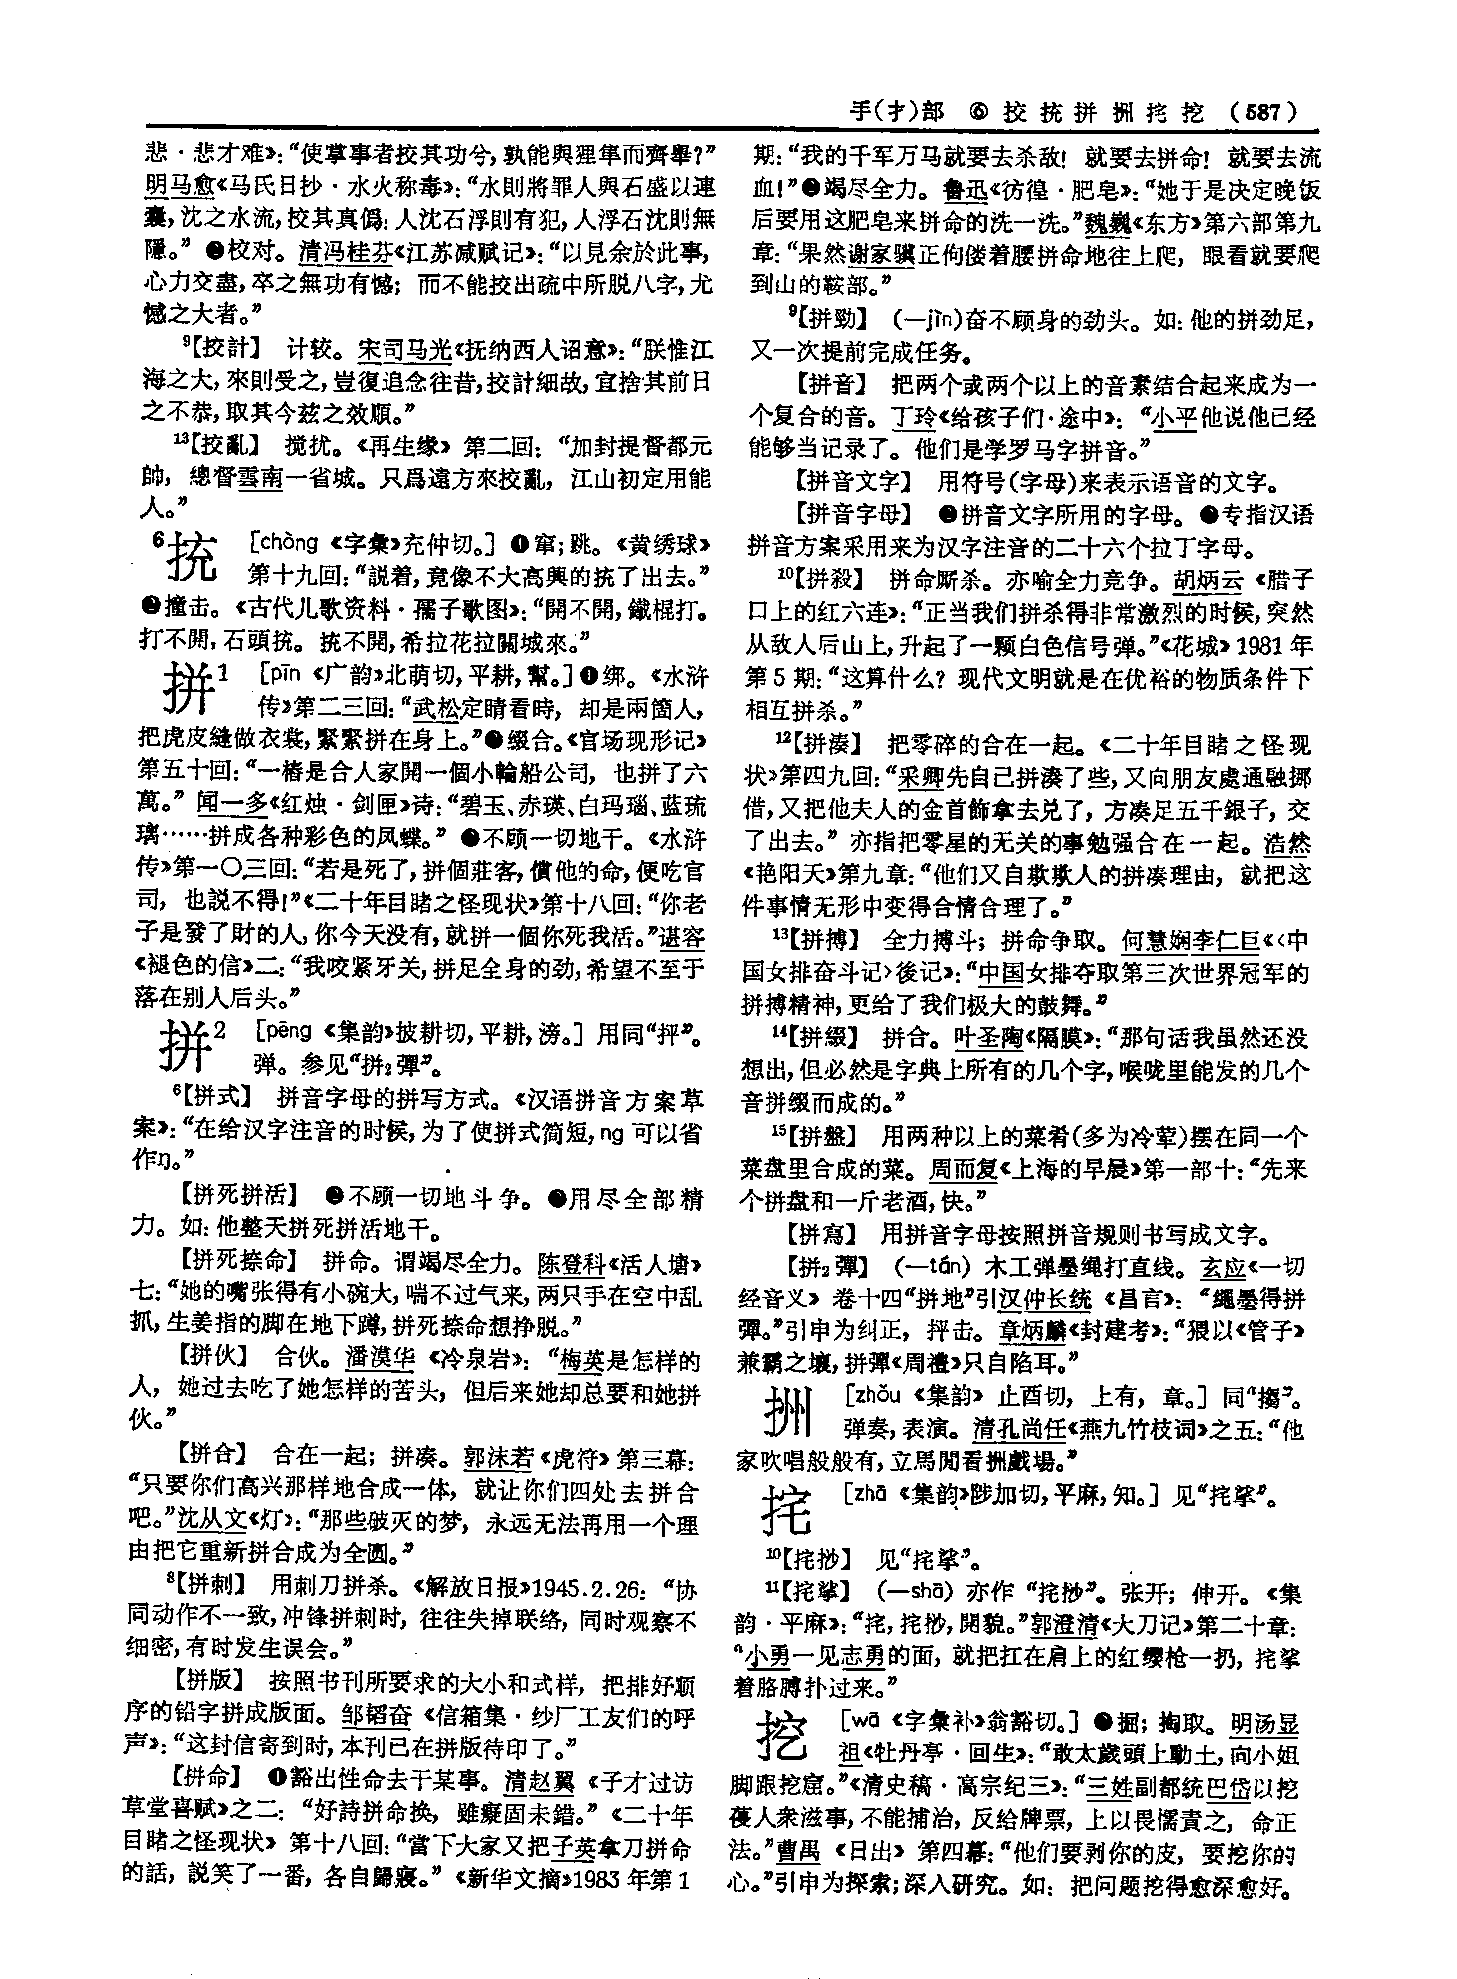 手(扌)部 ⑥ 挍 㧤 拼 㨄 挓 挖 (587)
悲·悲才难》：“使掌事者挍其功兮，孰能與狸隼而齊舉？”
明马愈《马氏日抄·水火称毒》：“水則將罪人與石盛以連
囊，沈之水流，挍其真僞：人沈石浮則有犯，人浮石沈則無
隱。”❸校对。清冯桂芬《江苏减赋记》：“以見余於此事，
心力交盡，卒之無功有憾；而不能挍出疏中所脱八字，尤
憾之大者。”
⁹【挍計】 计较。宋司马光《抚纳西人诏意》：“朕惟江
海之大，來則受之，豈復追念往昔，挍計細故，宜捨其前日
之不恭，取其今兹之效順。”
¹³【挍亂】 搅扰。《再生缘》第二回：“加封提督都元
帥，總督雲南一省城。只爲遠方來挍亂，江山初定用能
人。”
⁶㧤 [chòng《字彙》充仲切。]❶窜；跳。《黄绣球》
第十九回：“説着，竟像不大高興的㧤了出去。”
❷撞击。《古代儿歌资料·孺子歌图》：“開不開，鐵棍打。
打不開，石頭㧤。㧤不開，希拉花拉關城來。”
拼1 [pīn《广韵》北萌切，平耕，幫。]❶绑。《水浒
传》第二三回：“武松定睛看時，却是兩箇人，
把虎皮縫做衣裳，緊緊拼在身上。”❷缀合。《官场现形记》
第五十回：“一樁是合人家開一個小輪船公司，也拼了六
萬。”闻一多《红烛·剑匣》诗：“碧玉、赤瑛、白玛瑙、蓝琉
璃……拼成各种彩色的凤蝶。”❸不顾一切地干。《水浒
传》第一〇三回：“若是死了，拼個莊客，償他的命，便吃官
司，也説不得！”《二十年目睹之怪现状》第十八回：“你老
子是發了財的人，你今天没有，就拼一個你死我活。”谌容
《褪色的信》二：“我咬紧牙关，拼足全身的劲，希望不至于
落在别人后头。”
拼2 [pēng《集韵》披耕切，平耕，滂。]用同“抨”。
弹。参见“拼₂彈”。
⁶【拼式】 拼音字母的拼写方式。《汉语拼音方案草
案》：“在给汉字注音的时候，为了使拼式简短，ng 可以省
作ŋ。”
【拼死拼活】 ❶不顾一切地斗争。❷用尽全部精
力。如：他整天拼死拼活地干。
【拼死捨命】 拼命。谓竭尽全力。陈登科《活人塘》
七：“她的嘴张得有小碗大，喘不过气来，两只手在空中乱
抓，生姜指的脚在地下蹲，拼死捨命想挣脱。”
【拼伙】 合伙。潘漠华《冷泉岩》：“梅英是怎样的
人，她过去吃了她怎样的苦头，但后来她却总要和她拼
伙。”
【拼合】 合在一起；拼凑。郭沫若《虎符》第三幕：
“只要你们高兴那样地合成一体，就让你们四处去拼合
吧。”沈从文《灯》：“那些破灭的梦，永远无法再用一个理
由把它重新拼合成为全圆。”
⁸【拼刺】 用刺刀拼杀。《解放日报》1945.2.26：“协
同动作不一致，冲锋拼刺时，往往失掉联络，同时观察不
细密，有时发生误会。”
【拼版】 按照书刊所要求的大小和式样，把排好顺
序的铅字拼成版面。邹韬奋《信箱集·纱厂工友们的呼
声》：“这封信寄到时，本刊已在拼版待印了。”
【拼命】 ❶豁出性命去干某事。清赵翼《子才过访
草堂喜赋》之二：“好詩拼命换，雖癡固未錯。”《二十年
目睹之怪现状》第十八回：“當下大家又把子英拿刀拼命
的話，説笑了一番，各自歸寢。”《新华文摘》1983 年第 1
期：“我的千军万马就要去杀敌！就要去拼命！就要去流
血！”❷竭尽全力。鲁迅《彷徨·肥皂》：“她于是决定晚饭
后要用这肥皂来拼命的洗一洗。”魏巍《东方》第六部第九
章：“果然谢家骥正佝偻着腰拼命地往上爬，眼看就要爬
到山的鞍部。”
⁹【拼勁】 (—jìn)奋不顾身的劲头。如：他的拼劲足，
又一次提前完成任务。
【拼音】 把两个或两个以上的音素结合起来成为一
个复合的音。丁玲《给孩子们·途中》：“小平他说他已经
能够当记录了。他们是学罗马字拼音。”
【拼音文字】 用符号(字母)来表示语音的文字。
【拼音字母】 ❶拼音文字所用的字母。❷专指汉语
拼音方案采用来为汉字注音的二十六个拉丁字母。
¹⁰【拼殺】 拼命厮杀。亦喻全力竞争。胡炳云《腊子
口上的红六连》：“正当我们拼杀得非常激烈的时候，突然
从敌人后山上，升起了一颗白色信号弹。”《花城》1981 年
第 5 期：“这算什么？现代文明就是在优裕的物质条件下
相互拼杀。”
¹²【拼湊】 把零碎的合在一起。《二十年目睹之怪现
状》第四九回：“采卿先自己拼湊了些，又向朋友處通融挪
借，又把他夫人的金首飾拿去兑了，方凑足五千銀子，交
了出去。”亦指把零星的无关的事勉强合在一起。浩然
《艳阳天》第九章：“他们又自欺欺人的拼凑理由，就把这
件事情无形中变得合情合理了。”
¹³【拼搏】 全力搏斗；拼命争取。何慧娴李仁臣《〈中
国女排奋斗记〉後记》：“中国女排夺取第三次世界冠军的
拼搏精神，更给了我们极大的鼓舞。”
¹⁴【拼綴】 拼合。叶圣陶《隔膜》：“那句话我虽然还没
想出，但必然是字典上所有的几个字，喉咙里能发的几个
音拼缀而成的。”
¹⁵【拼盤】 用两种以上的菜肴(多为冷荤)摆在同一个
菜盘里合成的菜。周而复《上海的早晨》第一部十：“先来
个拼盘和一斤老酒，快。”
【拼寫】 用拼音字母按照拼音规则书写成文字。
【拼₂彈】 (—tán) 木工弹墨绳打直线。玄应《一切
经音义》卷十四“拼地”引汉仲长统《昌言》：“繩墨得拼
彈。”引申为纠正，抨击。章炳麟《封建考》：“猥以《管子》
兼霸之壤，拼彈《周禮》只自陷耳。”
㨄 [zhǒu《集韵》止酉切，上有，章。]同“搊”。
弹奏，表演。清孔尚任《燕九竹枝词》之五：“他
家吹唱般般有，立馬閒看㨄戲場。”
挓 [zhā《集韵》陟加切，平麻，知。]见“挓挲”。
¹⁰【挓挱】 见“挓挲”。
¹¹【挓挲】 (—shā) 亦作“挓挱”。张开；伸开。《集
韵·平麻》：“挓，挓挱，開貌。”郭澄清《大刀记》第二十章：
“小勇一见志勇的面，就把扛在肩上的红缨枪一扔，挓挲
着胳膊扑过来。”
挖 [wā《字彙补》翁豁切。]❶掘；掏取。明汤显
祖《牡丹亭·回生》：“敢太歲頭上動土，向小姐
脚跟挖窟。”《清史稿·高宗纪三》：“三姓副都統巴岱以挖
葠人衆滋事，不能捕治，反给牌票，上以畏懦責之，命正
法。”曹禺《日出》第四幕：“他们要剥你的皮，要挖你的
心。”引申为探索；深入研究。如：把问题挖得愈深愈好。